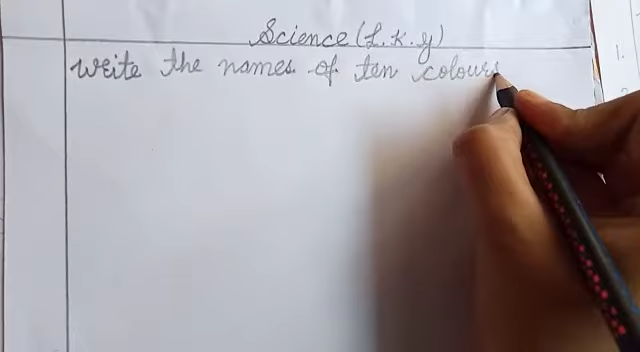 Science (L.K.g)
Write the names of ten colours
1.